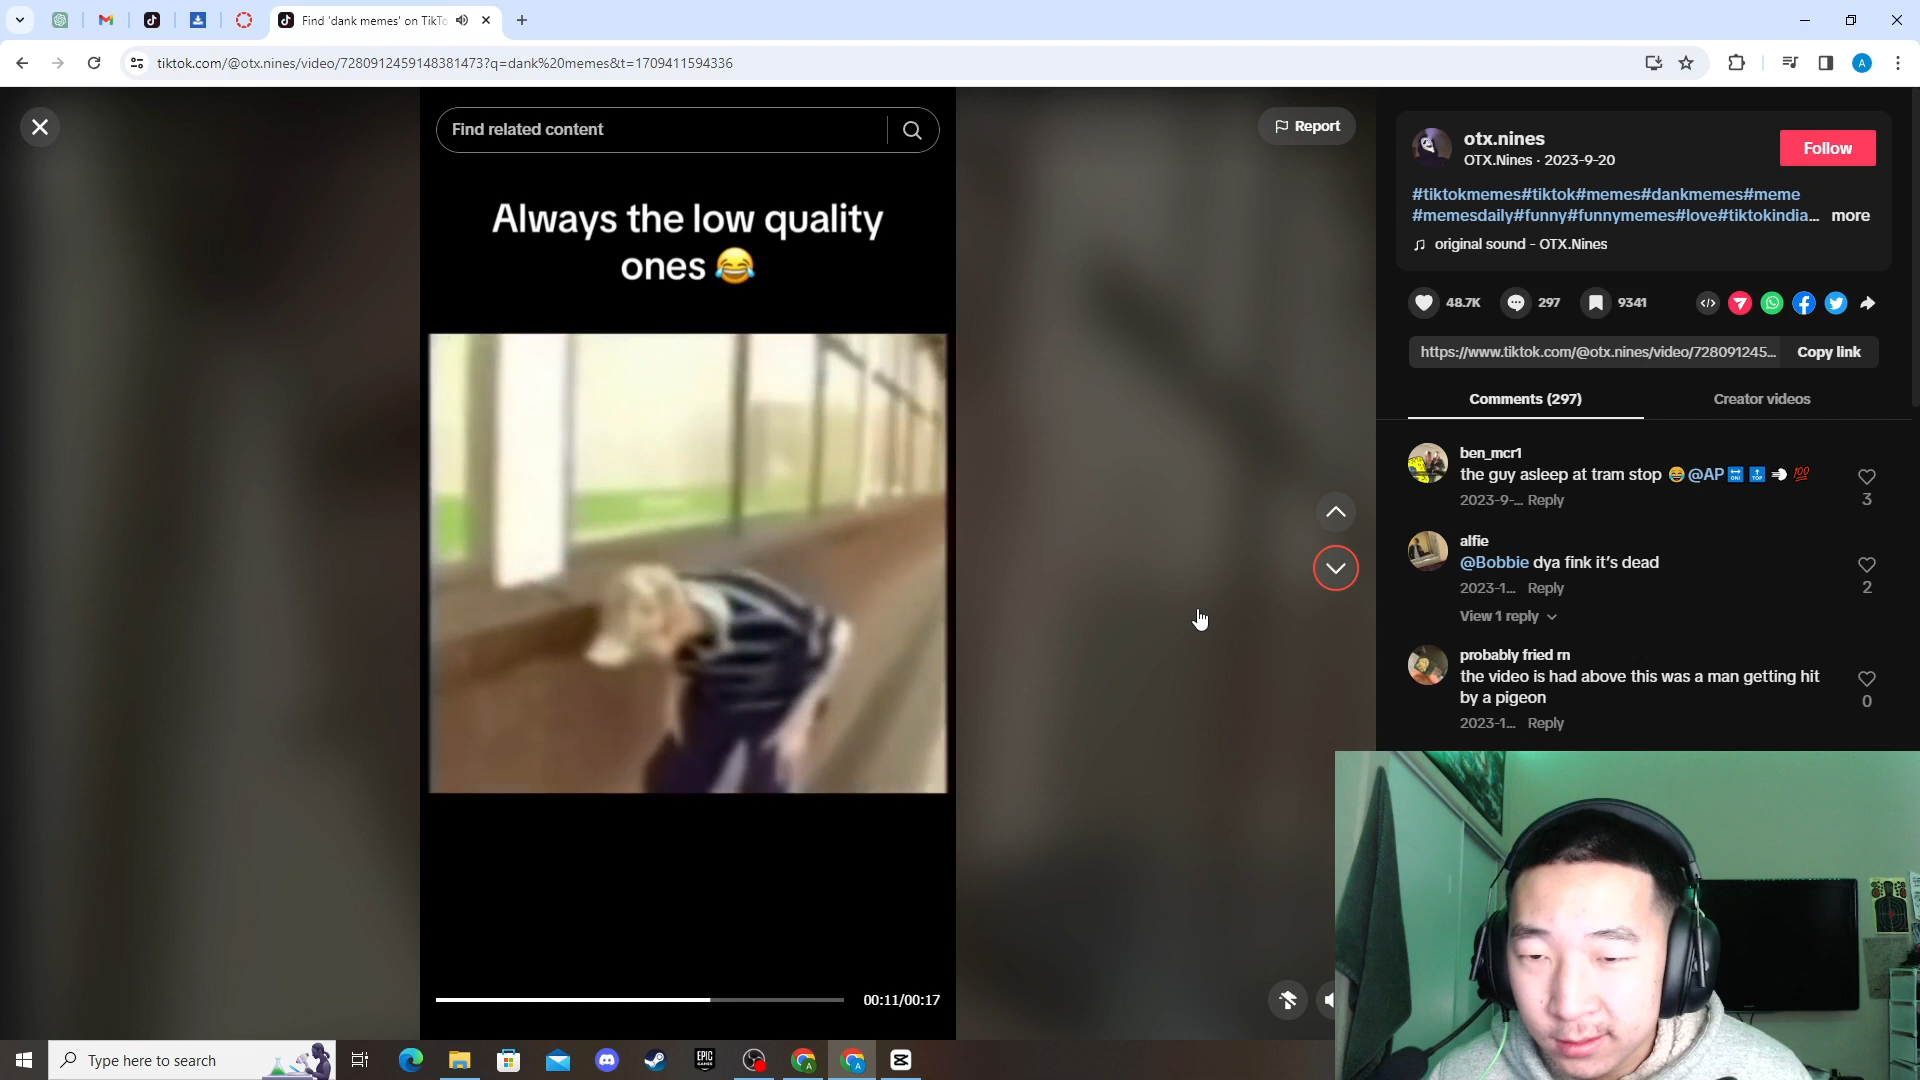 Find 'dank memes' on TikTo
tiktok.com/@otx.nines/video/7280912459148381473?q=dank%20memes&t=1709411594336
A
Find related content
Report
Always the low quality
ones 😂
00:11/00:17
otx.nines
OTX.Nines · 2023-9-20
Follow
#tiktokmemes#tiktok#memes#dankmemes#meme
#memesdaily#funny#funnymemes#love#tiktokindia... more
original sound - OTX.Nines
48.7K
297
9341
https://www.tiktok.com/@otx.nines/video/728091245...
Copy link
Comments (297)
Creator videos
ben_mcr1
the guy asleep at tram stop 😂 @AP 🔛 🔝 💨 💯
2023-9-... Reply
3
alfie
@Bobbie dya fink it's dead
2023-1... Reply
2
View 1 reply
probably fried rn
the video is had above this was a man getting hit
by a pigeon
2023-1... Reply
0
Type here to search
EPIC
GAMES